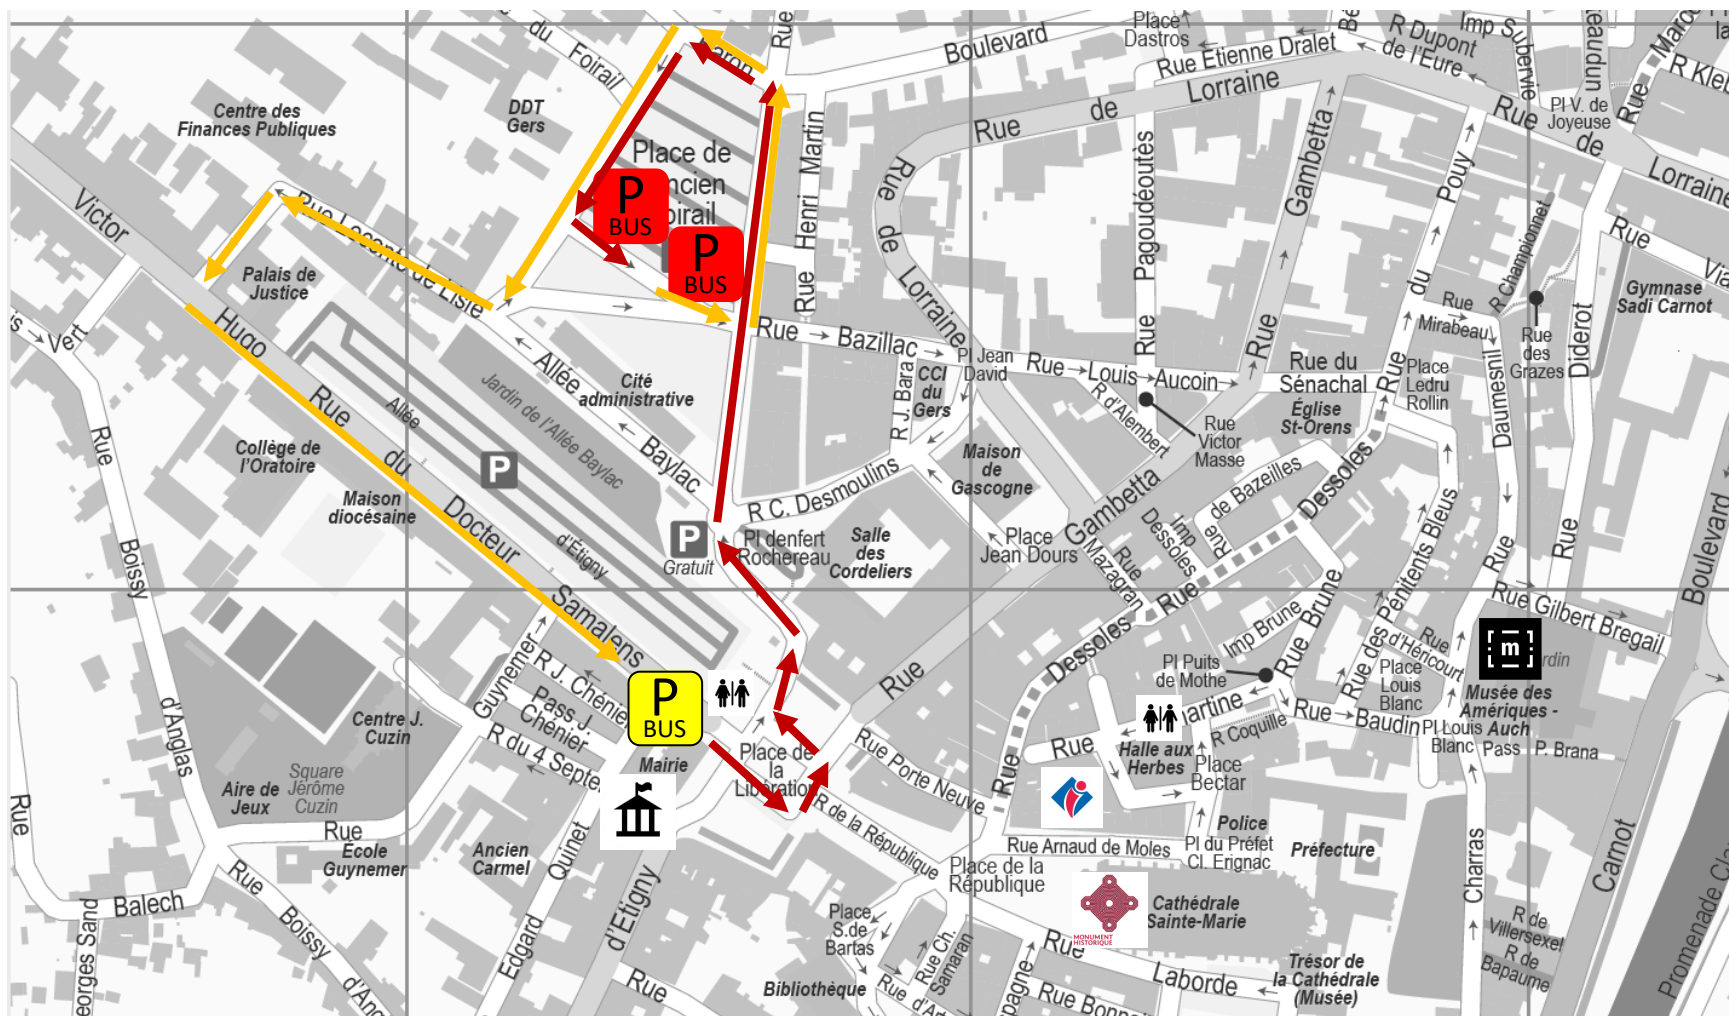 Place
Dastros
Boulevard
Rue Etienne Dralet
R Dupont
de l'Eure
Imp Subervie
Rue
du Foirail
Baron
Centre des
Finances Publiques
DDT
Gers
Place de
Rue Henri Martin
Rue de Lorraine
Rue de Lorraine
Rue Pagoudéoutès
Rue Gambetta
Rue du Pouy
Pl V. de
Joyeuse
Rue de Lorraine
R Championnet
Rue
Gymnase
Sadi Carnot
Victor
Hugo
Rue
du
Docteur
Samalens
Rue Leconte de Lisle
Palais de
Justice
P
BUS
P
BUS
Rue
Mirabeau
Rue
des
Grazes
Rue Diderot
Rue Daumesnil
Vert
Rue Bazillac
Pl Jean
David
Rue Louis Aucoin
Rue du
Sénachal
Place
Ledru
Rollin
Église
St-Orens
R J. Bara
CCI
du
Gers
R d'Alembert
Rue
Victor
Masse
Cité
administrative
Jardin de l'Allée Baylac
Allée Baylac
Allée
d'Étigny
Collège de
l'Oratoire
Maison
diocésaine
P
P
Gratuit
R C. Desmoulins
Pl denfert
Rochereau
Salle
des
Cordeliers
Maison
de
Gascogne
Place
Jean Dours
Gambetta
Rue
Rue
Mazagran
Imp
Dessoles
Rue de Bazeilles
Dessoles
Rue
Dessoles
Rue
Rue Brune
Imp Brune
Rue des Pénitens Bleus
Rue
d'Héricourt
Rue Gilbert Bregail
Boulevard
Carnot
m
Musée des
Amériques -
Auch
Place
Louis
Blanc
Pl Louis
Blanc
Pass P. Brana
Rue Baudin
Pl Puits
de Mothe
R Coquille
Halle aux
Herbes
Rue
Place
Bectar
Rue
Boissy
d'Anglas
Guynemer
R J. Chénier
Pass J.
Chénier
R du 4 Septe
Centre J.
Cuzin
Square
Jérôme
Cuzin
Aire de
Jeux
P
BUS
Mairie
Place de
la
Libération
Rue Porte Neuve
R de la République
Place de la
République
Rue Arnaud de Moles
Police
Pl du Préfet
Cl. Erignac
Préfecture
MONUMENT
HISTORIQUE
Cathédrale
Sainte-Marie
Charras
Rue
Rue
École
Guynemer
Ancien
Carmel
Edgard Quinet
d'Etigny
Rue
Balech
Rue
Boissy
Place
S.de
Bartas
Rue Ch.
Samaran
Bibliothèque
Rue
Laborde
Rue
Trésor de
la Cathédrale
(Musée)
R de
Villersexel
R de
Bapaume